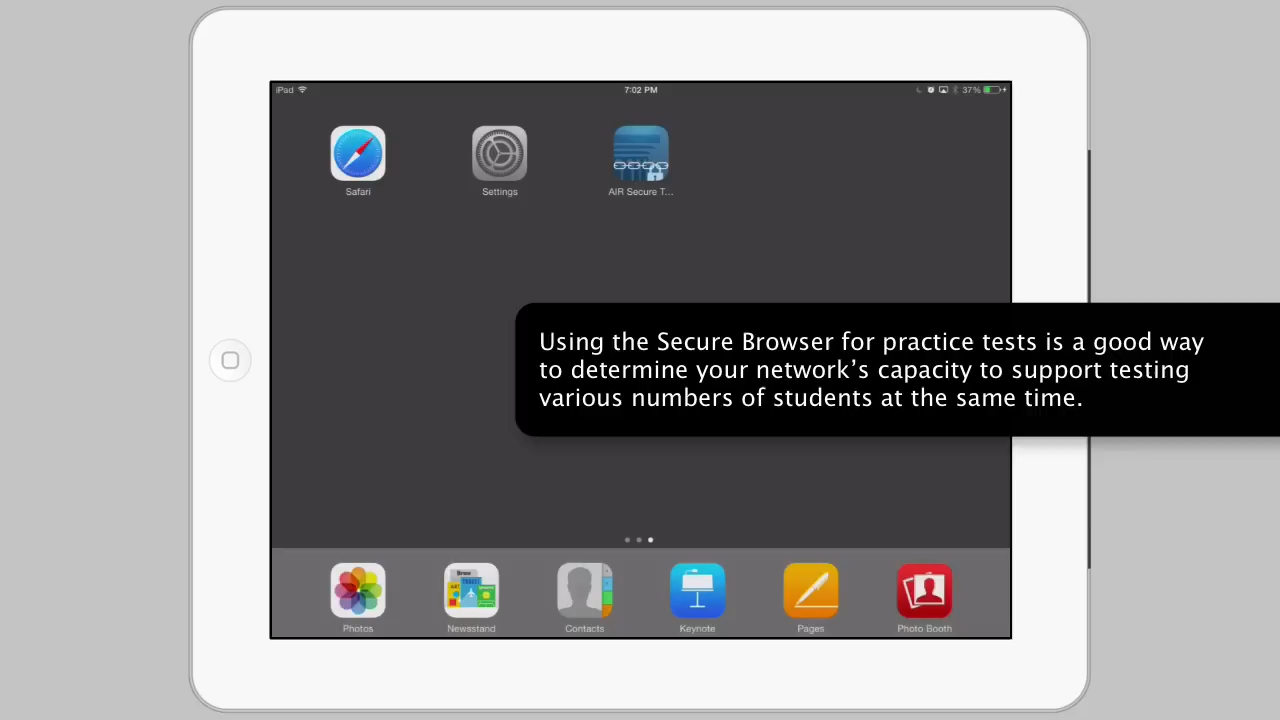 iPad
7:02 PM
37%
Safari
Settings
AIR Secure T...
Using the Secure Browser for practice tests is a good way
to determine your network’s capacity to support testing
various numbers of students at the same time.
Photos
Newsstand
Contacts
Keynote
Pages
Photo Booth